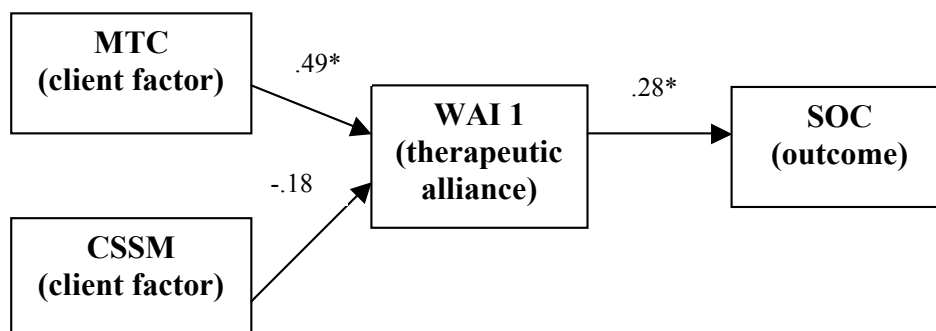 MTC
(client factor)
.49*
WAI 1
(therapeutic
alliance)
.28*
SOC
(outcome)
-.18
CSSM
(client factor)